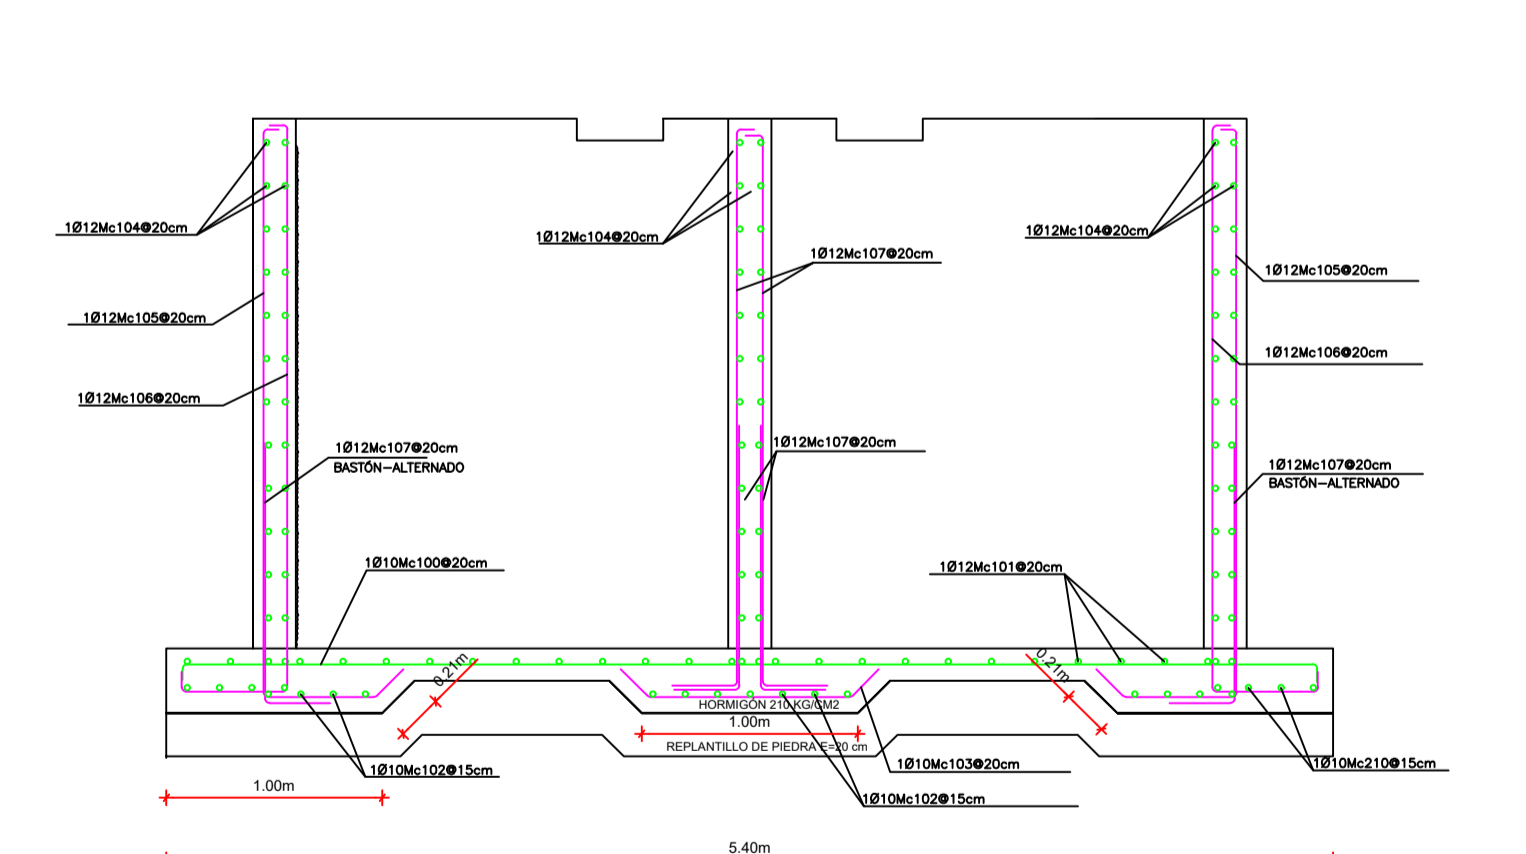 1Ø12Mc104@20cm
1Ø12Mc104@20cm
1Ø12Mc104@20cm
1Ø12Mc107@20cm
1Ø12Mc105@20cm
1Ø12Mc105@20cm
1Ø12Mc106@20cm
1Ø12Mc106@20cm
1Ø12Mc107@20cm
BASTÓN-ALTERNADO
1Ø12Mc107@20cm
1Ø12Mc107@20cm
BASTÓN-ALTERNADO
1Ø10Mc100@20cm
1Ø12Mc101@20cm
0.21m
0.21m
HORMIGÓN 210 KG/CM2
1.00m
REPLANTILLO DE PIEDRA E=20 cm
1Ø10Mc102@15cm
1Ø10Mc103@20cm
1Ø10Mc210@15cm
1.00m
1Ø10Mc102@15cm
5.40m